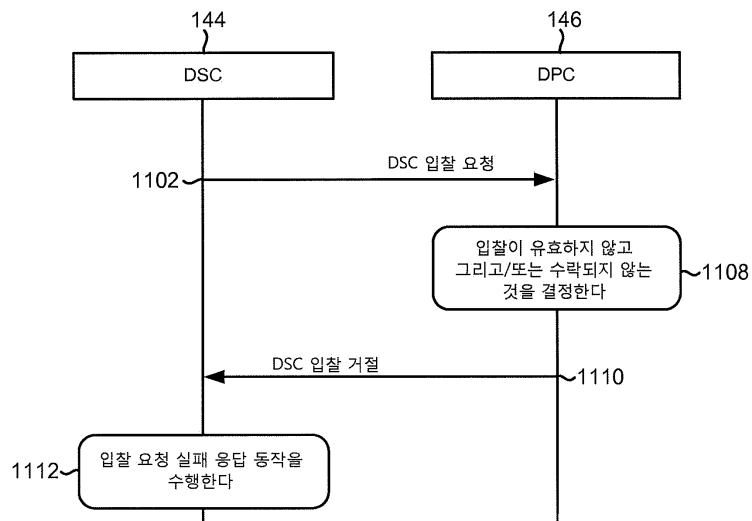 144
146
DSC
DPC
DSC 입찰 요청
1102
입찰이 유효하지 않고
그리고/또는 수락되지 않는
것을 결정한다
1108
DSC 입찰 거절
1110
입찰 요청 실패 응답 동작을
수행한다
1112